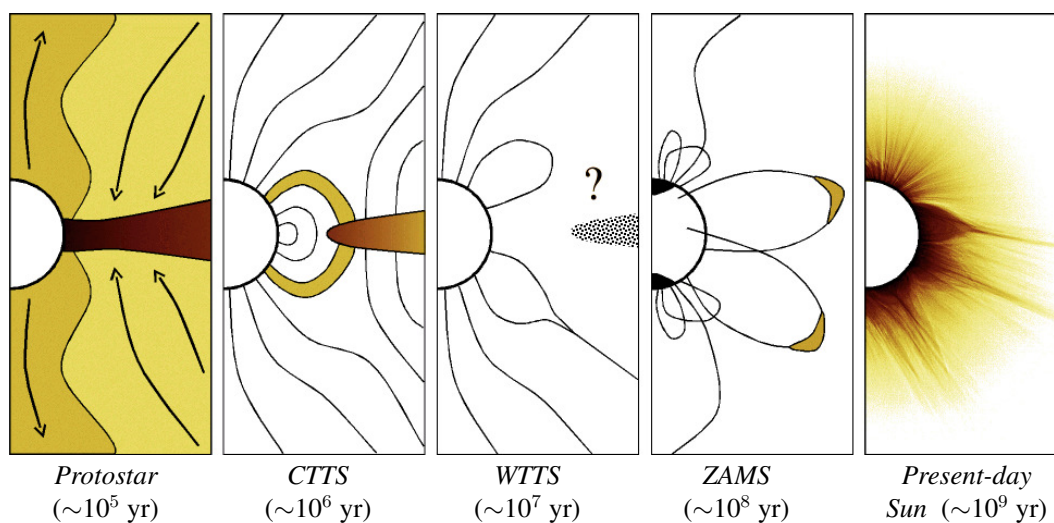 ?
Protostar
(∼10⁵ yr)
CTTS
(∼10⁶ yr)
WTTS
(∼10⁷ yr)
ZAMS
(∼10⁸ yr)
Present-day
Sun (∼10⁹ yr)